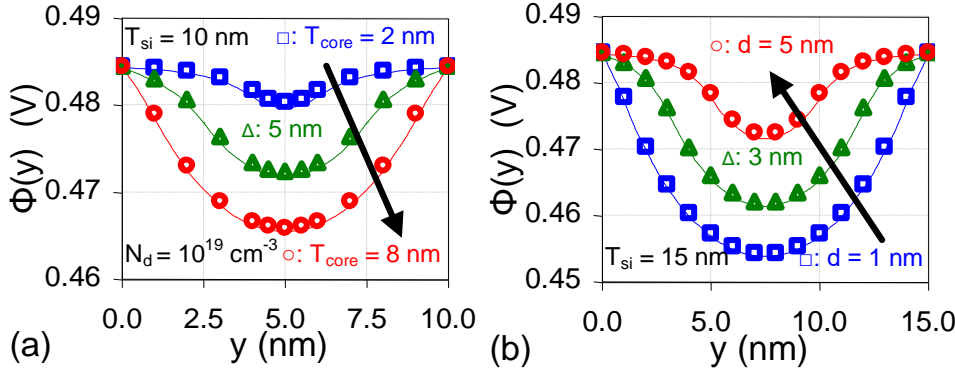 0.49
0.48
0.47
0.46
Φ(y) (V)
T_si = 10 nm
□: T_core = 2 nm
Δ: 5 nm
N_d = 10^19 cm^-3
○: T_core = 8 nm
0.0 2.5 5.0 7.5 10.0
(a)
y (nm)
0.49
0.48
0.47
0.46
0.45
Φ(y) (V)
○: d = 5 nm
Δ: 3 nm
T_si = 15 nm
□: d = 1 nm
0.0 5.0 10.0 15.0
(b)
y (nm)